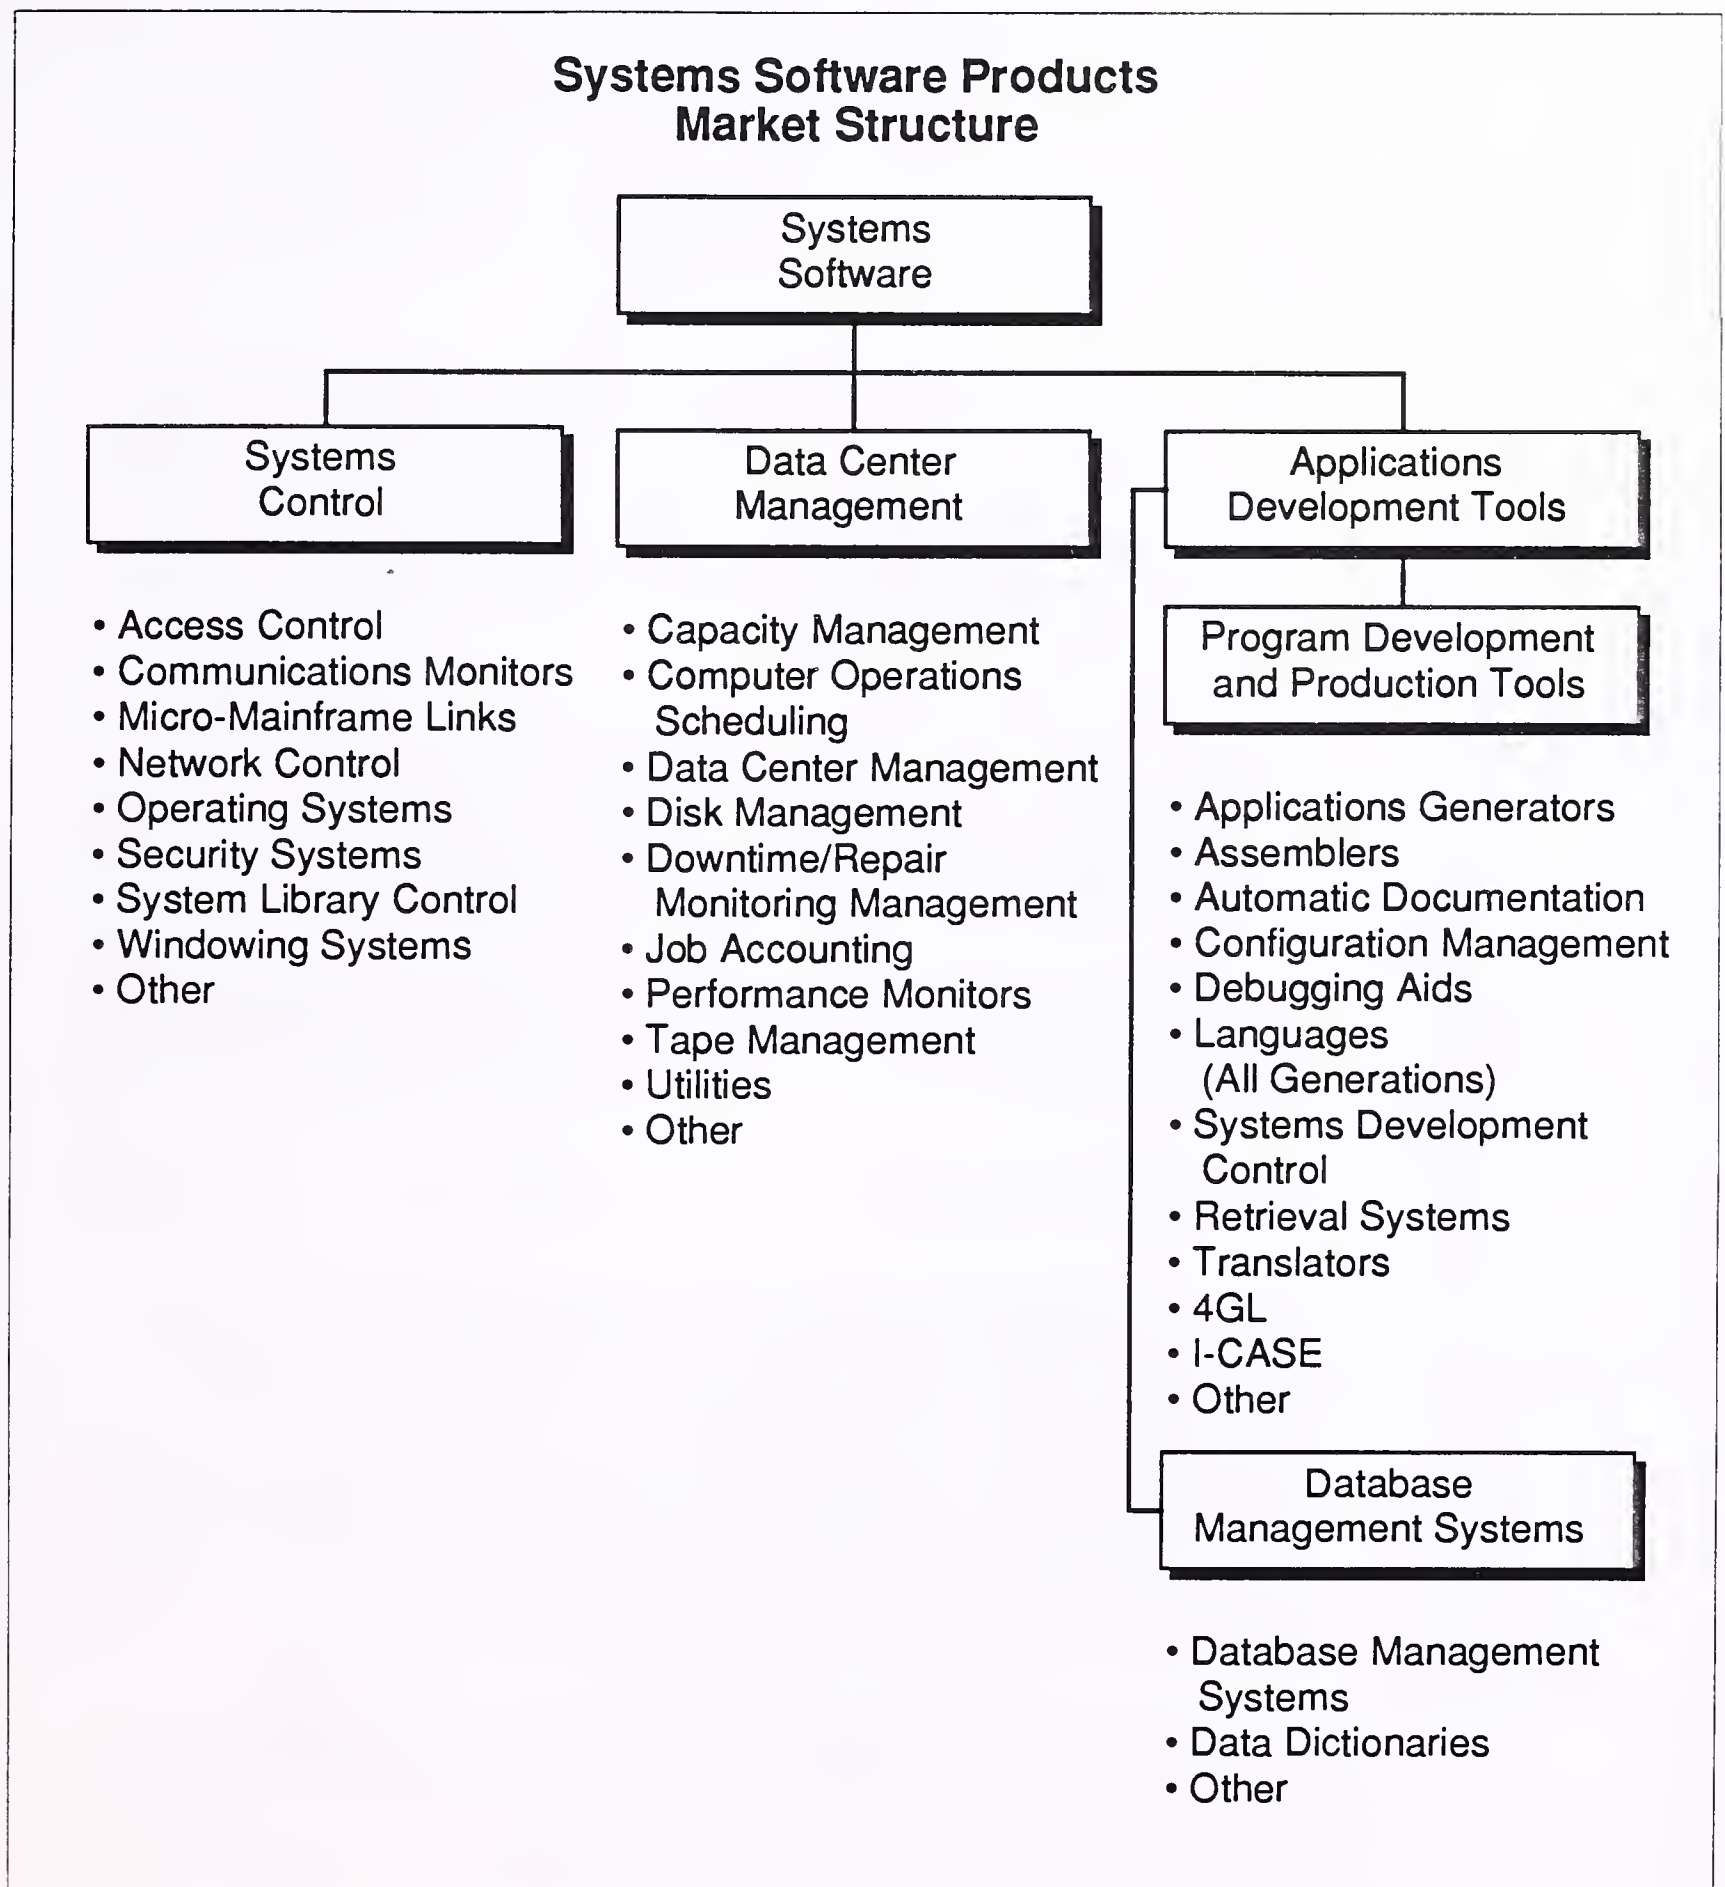 Systems Software Products
Market Structure
Systems
Software
Systems
Control
• Access Control
• Communications Monitors
• Micro-Mainframe Links
• Network Control
• Operating Systems
• Security Systems
• System Library Control
• Windowing Systems
• Other
Data Center
Management
• Capacity Management
• Computer Operations
Scheduling
• Data Center Management
• Disk Management
• Downtime/Repair
Monitoring Management
• Job Accounting
• Performance Monitors
• Tape Management
• Utilities
• Other
Applications
Development Tools
Program Development
and Production Tools
• Applications Generators
• Assemblers
• Automatic Documentation
• Configuration Management
• Debugging Aids
• Languages
(All Generations)
• Systems Development
Control
• Retrieval Systems
• Translators
• 4GL
• I-CASE
• Other
Database
Management Systems
• Database Management
Systems
• Data Dictionaries
• Other